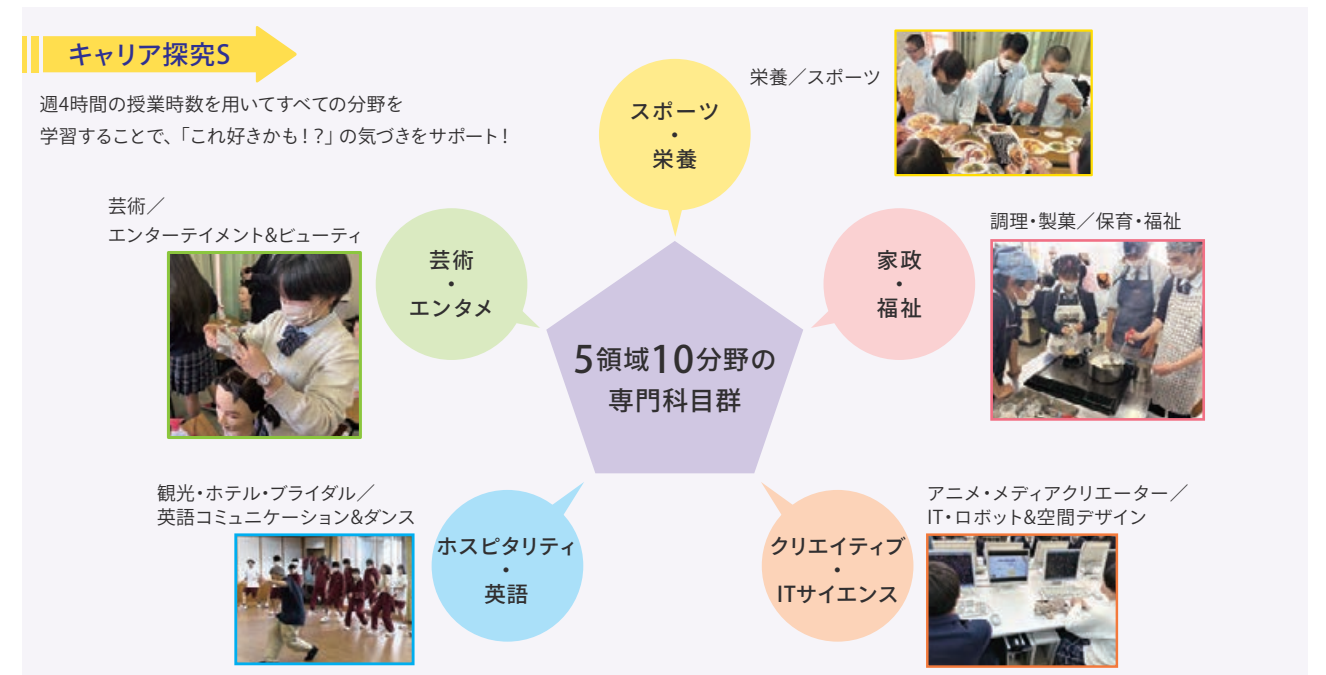 キャリア探究S
週4時間の授業時数を用いてすべての分野を
学習することで、「これ好きかも！？」の気づきをサポート！
スポーツ
・
栄養
栄養／スポーツ
芸術／
エンターテイメント&ビューティ
芸術
・
エンタメ
家政
・
福祉
調理・製菓／保育・福祉
5領域10分野の
専門科目群
観光・ホテル・ブライダル／
英語コミュニケーション&ダンス
ホスピタリティ
・
英語
クリエイティブ
・
ITサイエンス
アニメ・メディアクリエーター／
IT・ロボット&空間デザイン